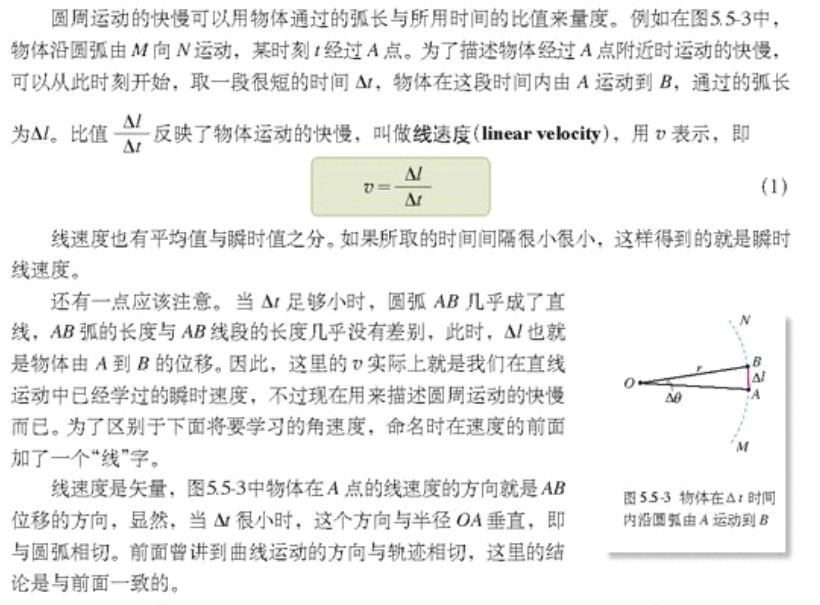 圆周运动的快慢可以用物体通过的弧长与所用时间的比值来量度。例如在图5.5-3中，
物体沿圆弧由 M 向 N 运动，某时刻 t 经过 A 点。为了描述物体经过 A 点附近时运动的快慢，
可以从此时刻开始，取一段很短的时间 Δt，物体在这段时间内由 A 运动到 B，通过的弧长
为Δl。比值 Δl/Δt 反映了物体运动的快慢，叫做线速度(linear velocity)，用 v 表示，即
v = Δl/Δt (1)
线速度也有平均值与瞬时值之分。如果所取的时间间隔很小很小，这样得到的就是瞬时
线速度。
还有一点应该注意。当 Δt 足够小时，圆弧 AB 几乎成了直
线，AB 弧的长度与 AB 线段的长度几乎没有差别，此时，Δl 也就
是物体由 A 到 B 的位移。因此，这里的 v 实际上就是我们在直线
运动中已经学过的瞬时速度，不过现在用来描述圆周运动的快慢
而已。为了区别于下面将要学习的角速度，命名时在速度的前面
加了一个“线”字。
线速度是矢量，图5.5-3中物体在 A 点的线速度的方向就是AB
位移的方向，显然，当 Δt 很小时，这个方向与半径 OA 垂直，即
与圆弧相切。前面曾讲到曲线运动的方向与轨迹相切，这里的结
论是与前面一致的。
N
B
r
Δl
O
A
Δθ
M
图 5.5-3 物体在 Δt 时间
内沿圆弧由 A 运动到 B